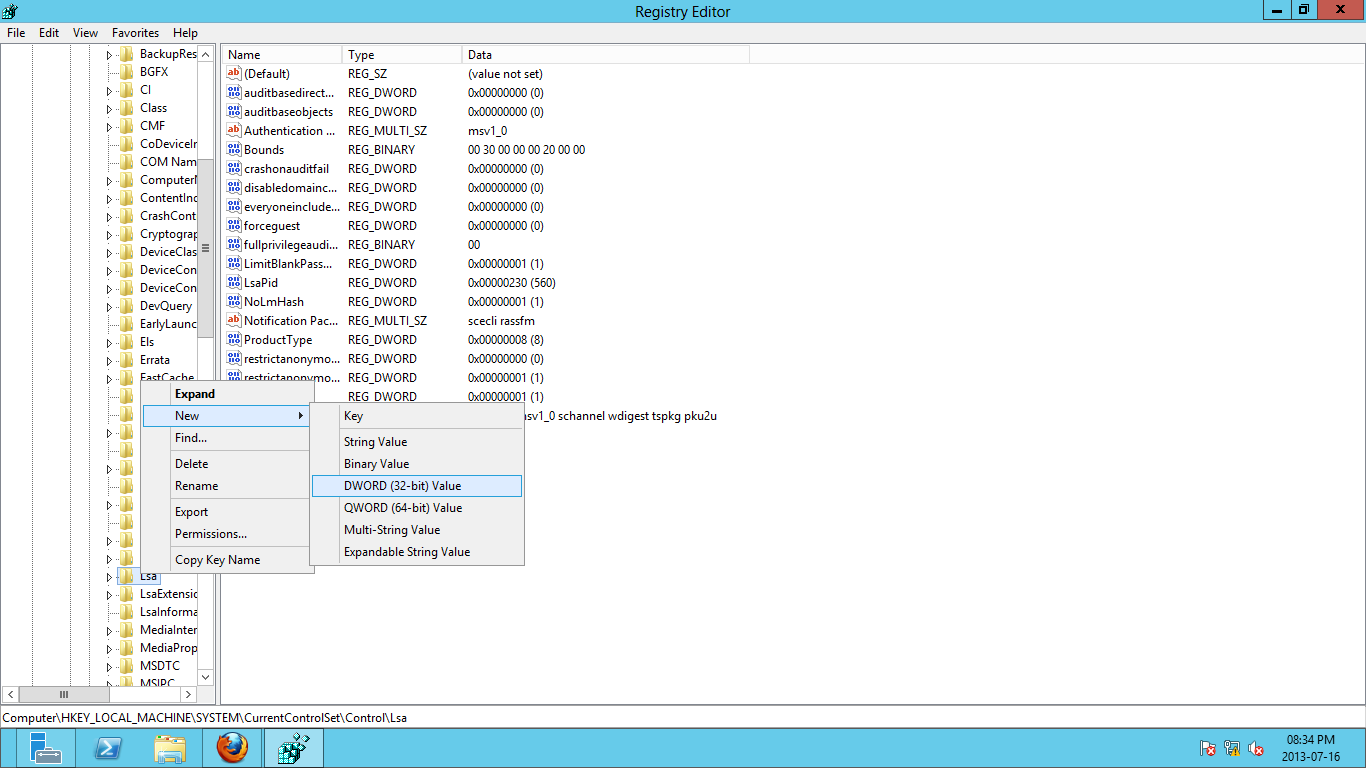 Registry Editor
File Edit View Favorites Help
BackupRes
BGFX
CI
Class
CMF
CoDeviceIn
COM Nam
ComputerN
ContentInd
CrashCont
Cryptograp
DeviceClas
DeviceCon
DeviceCon
DevQuery
EarlyLaunc
Els
Errata
FastCache
Lsa
LsaExtensio
LsaInforma
MediaInter
MediaProp
MSDTC
MSIPC
Name Type Data
(Default) REG_SZ (value not set)
auditbasedirect... REG_DWORD 0x00000000 (0)
auditbaseobjects REG_DWORD 0x00000000 (0)
Authentication ... REG_MULTI_SZ msv1_0
Bounds REG_BINARY 00 30 00 00 00 20 00 00
crashonauditfail REG_DWORD 0x00000000 (0)
disabledomainc... REG_DWORD 0x00000000 (0)
everyoneinclude... REG_DWORD 0x00000000 (0)
forceguest REG_DWORD 0x00000000 (0)
fullprivilegeaudi... REG_BINARY 00
LimitBlankPass... REG_DWORD 0x00000001 (1)
LsaPid REG_DWORD 0x00000230 (560)
NoLmHash REG_DWORD 0x00000001 (1)
Notification Pac... REG_MULTI_SZ scecli rassfm
ProductType REG_DWORD 0x00000008 (8)
restrictanonymo... REG_DWORD 0x00000000 (0)
restrictanonymo... REG_DWORD 0x00000001 (1)
REG_DWORD 0x00000001 (1)
schannel wdigest tspkg pku2u
Expand
New
Find...
Delete
Rename
Export
Permissions...
Copy Key Name
Key
String Value
Binary Value
DWORD (32-bit) Value
QWORD (64-bit) Value
Multi-String Value
Expandable String Value
Computer\HKEY_LOCAL_MACHINE\SYSTEM\CurrentControlSet\Control\Lsa
08:34 PM
2013-07-16